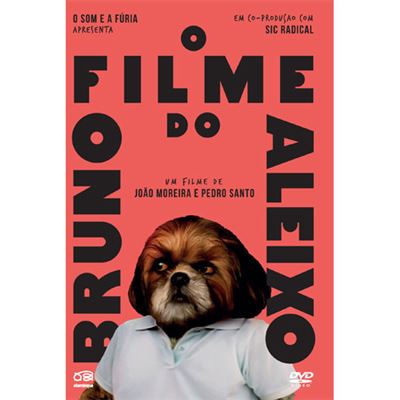 O SOM E A FÚRIA
APRESENTA
EM CO-PRODUÇÃO COM
SIC RADICAL
O
FILME
DO
BRUNO
ALEIXO
UM FILME DE
JOÃO MOREIRA E PEDRO SANTO
DVD
VIDEO